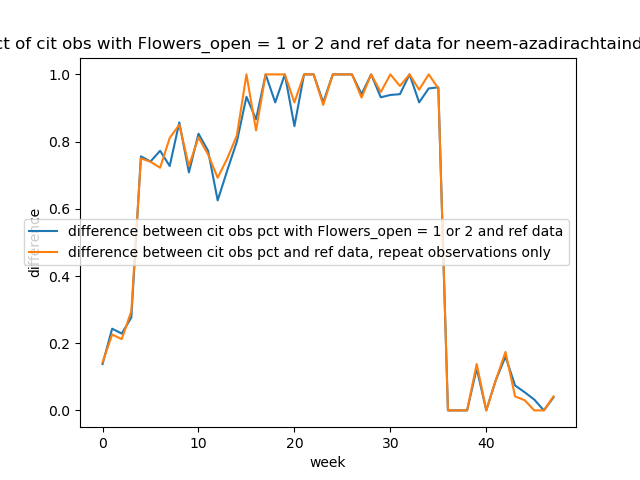 ct of cit obs with Flowers_open = 1 or 2 and ref data for neem-azadirachtaind
1.0
0.8
0.6
0.4
0.2
0.0
difference
difference between cit obs pct with Flowers_open = 1 or 2 and ref data
difference between cit obs pct and ref data, repeat observations only
0 10 20 30 40
week